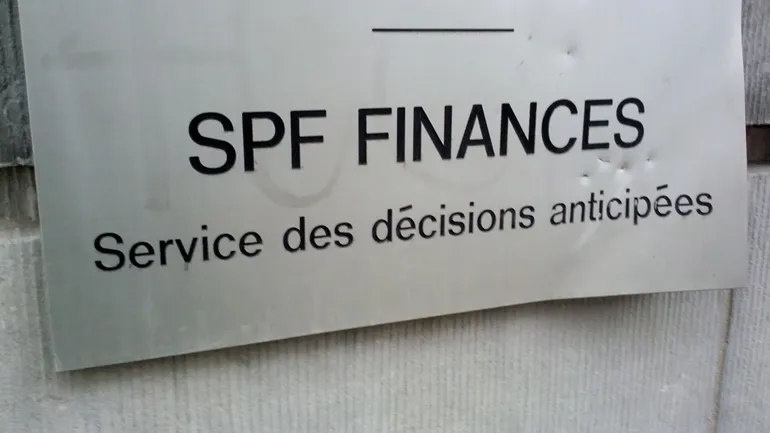 SPF FINANCES
Service des décisions anticipées